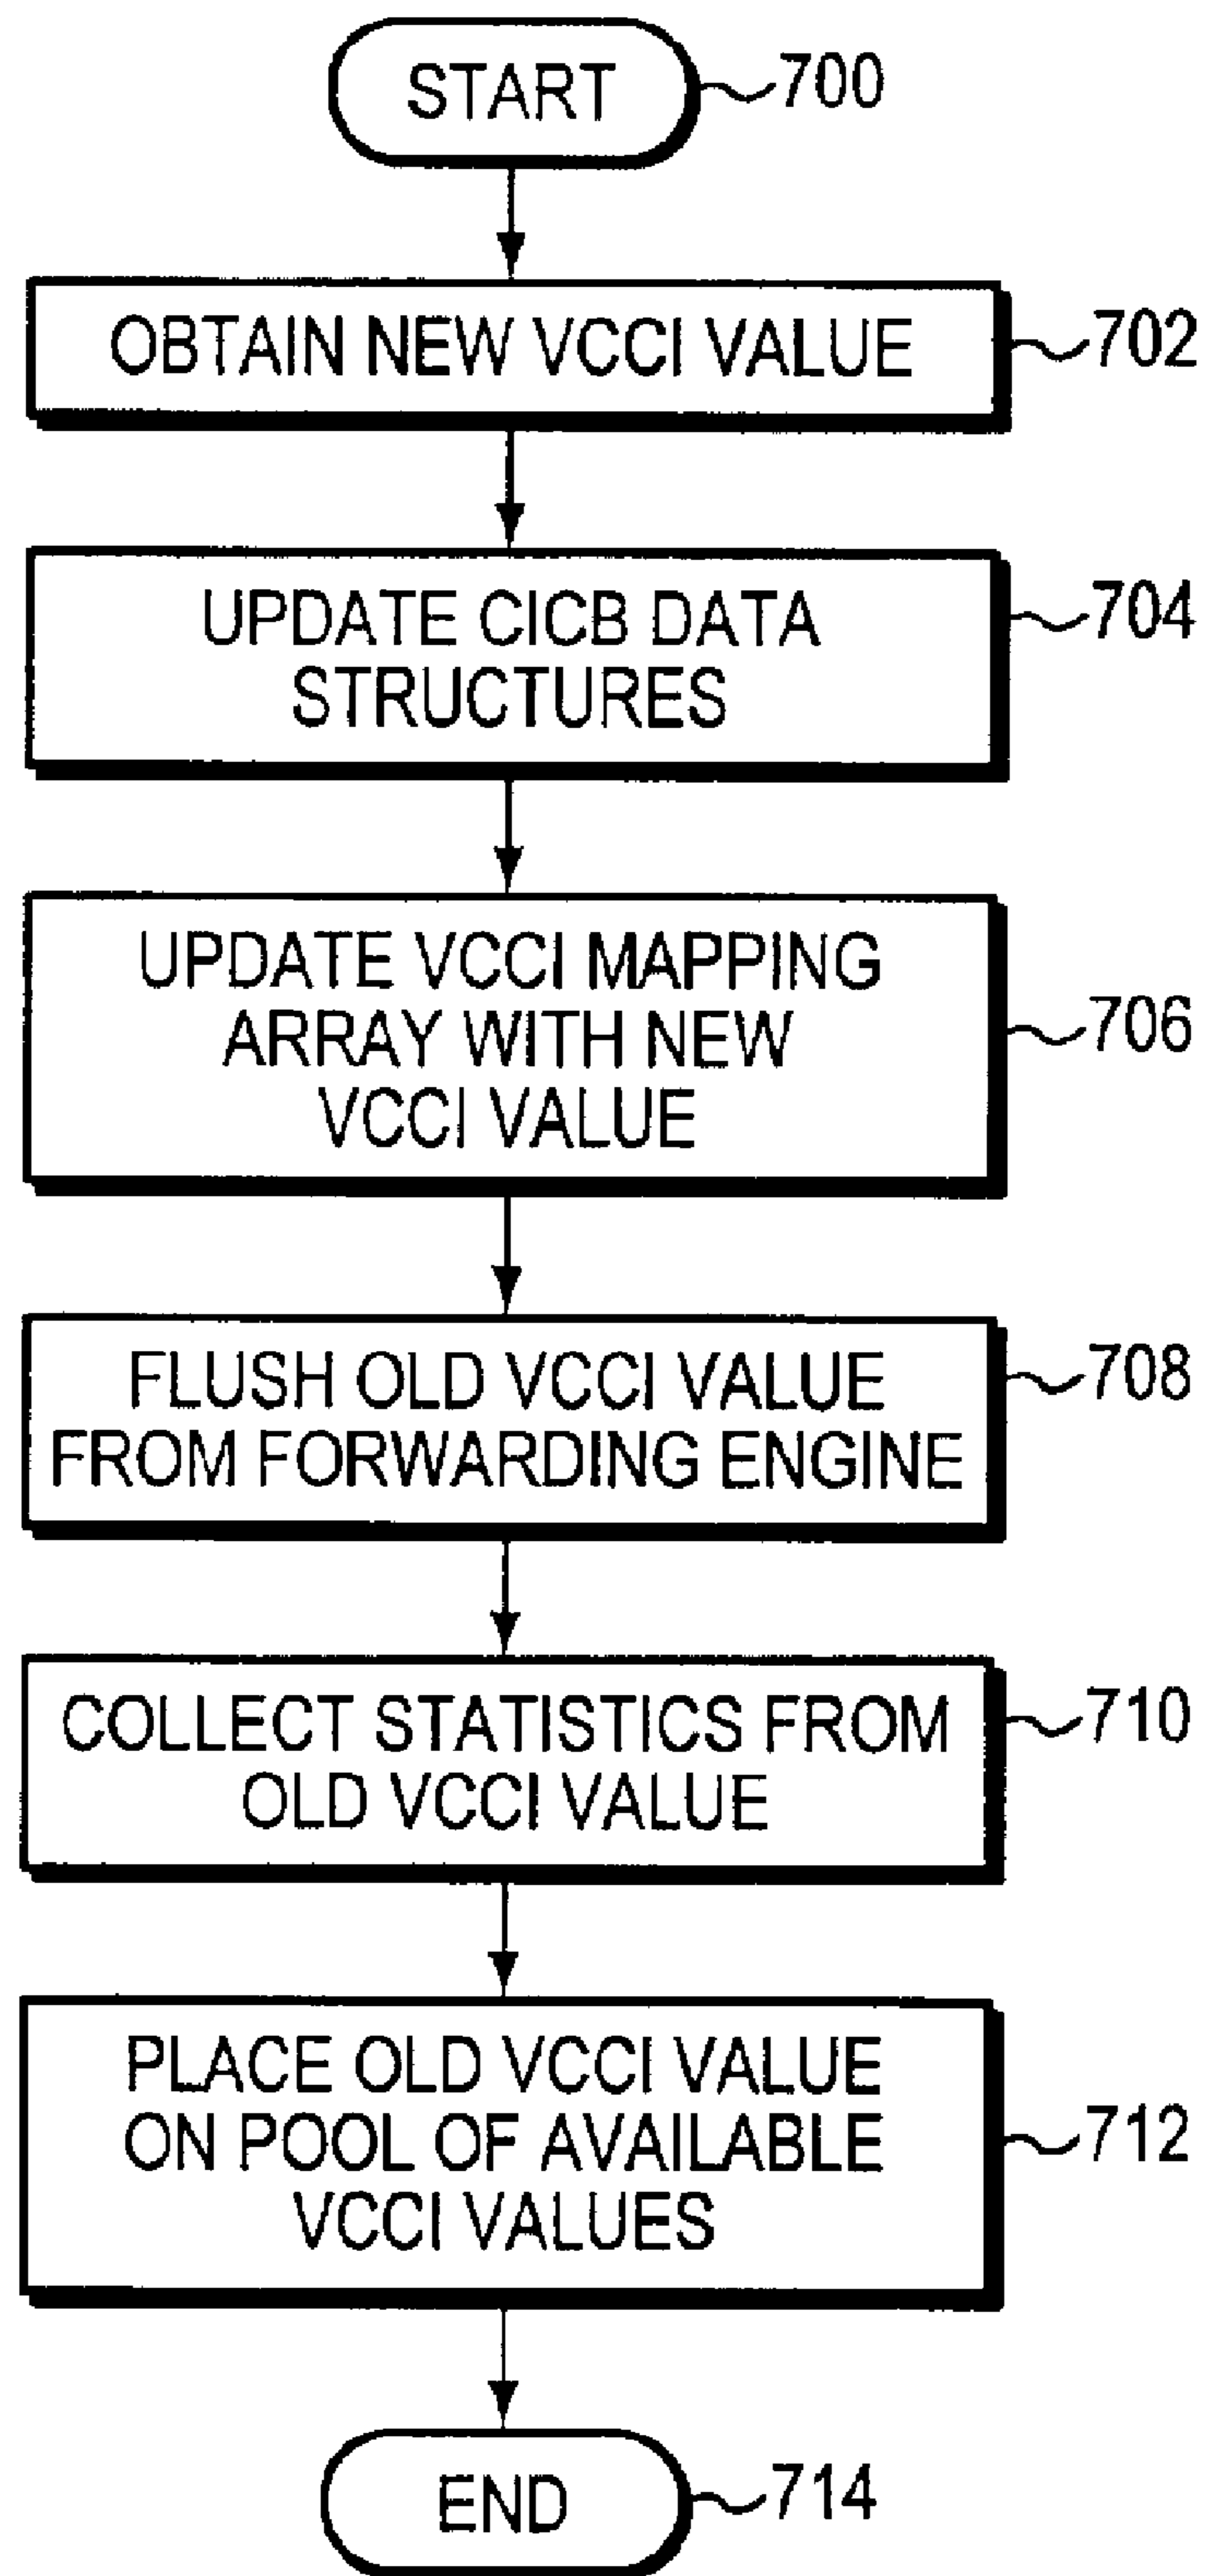 START
700
OBTAIN NEW VCCI VALUE
702
UPDATE CICB DATA
STRUCTURES
704
UPDATE VCCI MAPPING
ARRAY WITH NEW
VCCI VALUE
706
FLUSH OLD VCCI VALUE
FROM FORWARDING ENGINE
708
COLLECT STATISTICS FROM
OLD VCCI VALUE
710
PLACE OLD VCCI VALUE
ON POOL OF AVAILABLE
VCCI VALUES
712
END
714